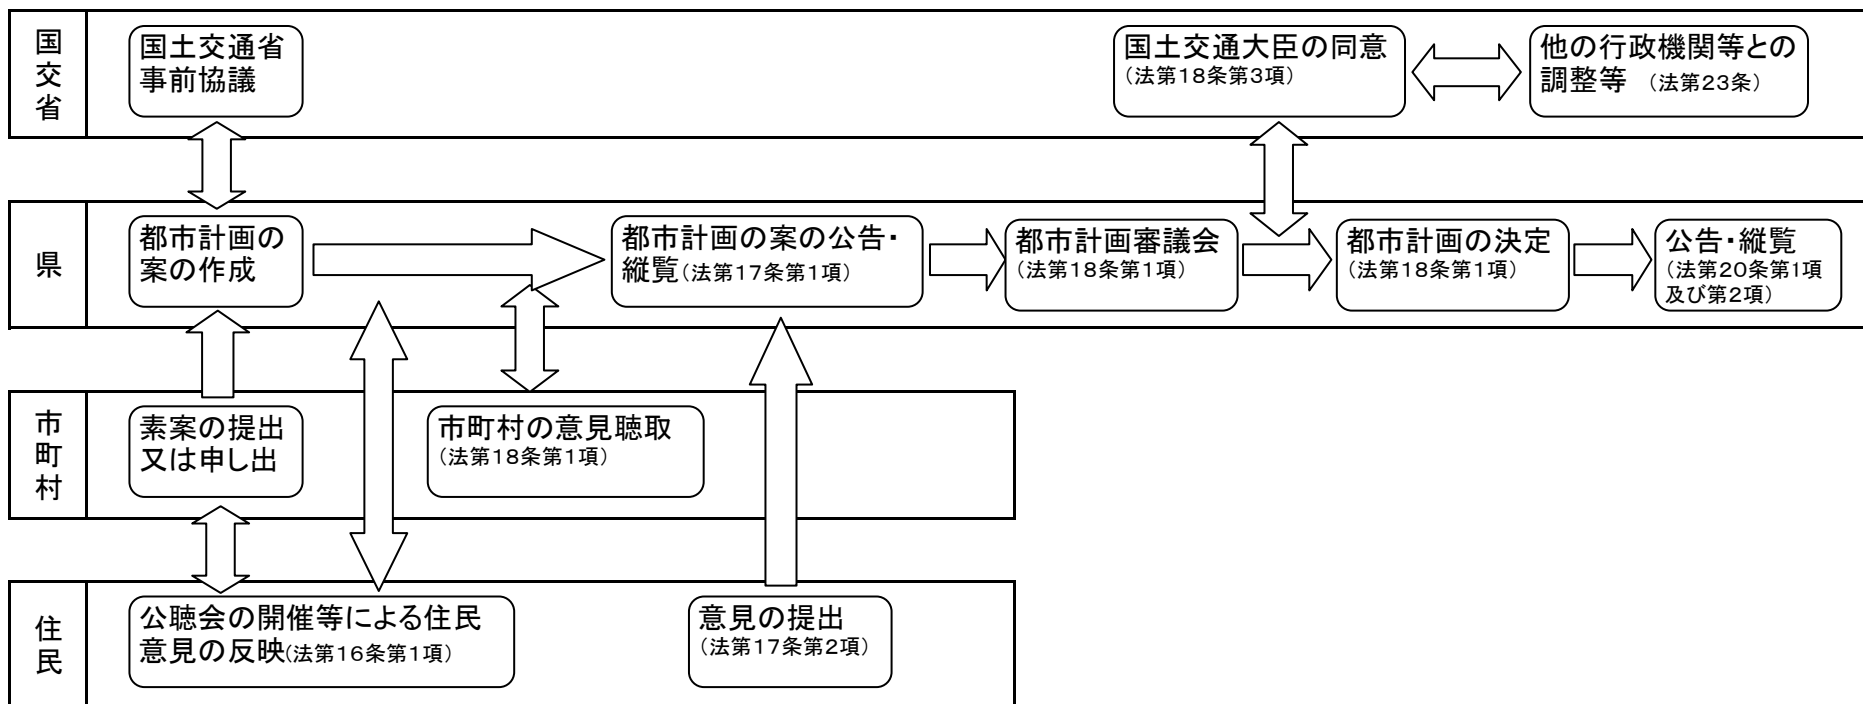 国交省
国土交通省
事前協議
国土交通大臣の同意
（法第18条第3項）
他の行政機関等との
調整等　（法第23条）
県
都市計画の
案の作成
都市計画の案の公告・
縦覧（法第17条第1項）
都市計画審議会
（法第18条第1項）
都市計画の決定
（法第18条第1項）
公告・縦覧
（法第20条第1項
及び第2項）
市町村
素案の提出
又は申し出
市町村の意見聴取
（法第18条第1項）
住民
公聴会の開催等による住民
意見の反映（法第16条第1項）
意見の提出
（法第17条第2項）